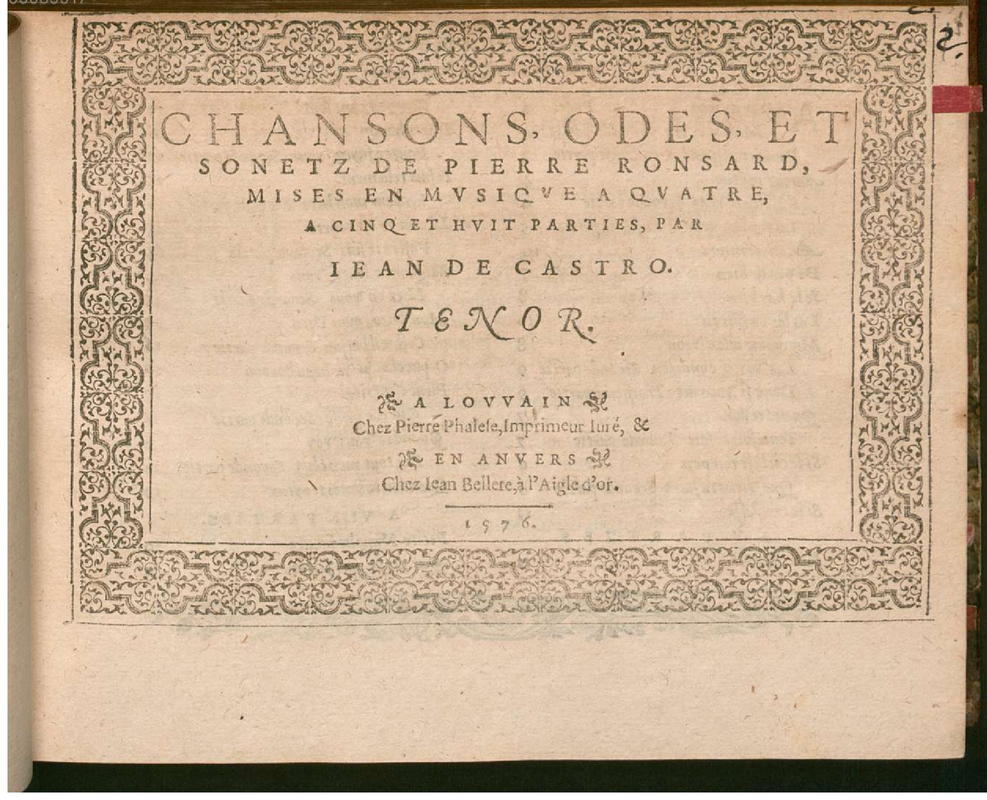 2.
CHANSONS, ODES, ET
SONETZ DE PIERRE RONSARD,
MISES EN MVSIQVE A QVATRE,
A CINQ ET HVIT PARTIES, PAR
IEAN DE CASTRO.
TENOR.
A LOVVAIN
Chez Pierre Phalese, Imprimeur Iuré, &
EN ANVERS
Chez Iean Bellere, à l'Aigle d'or.
1576.